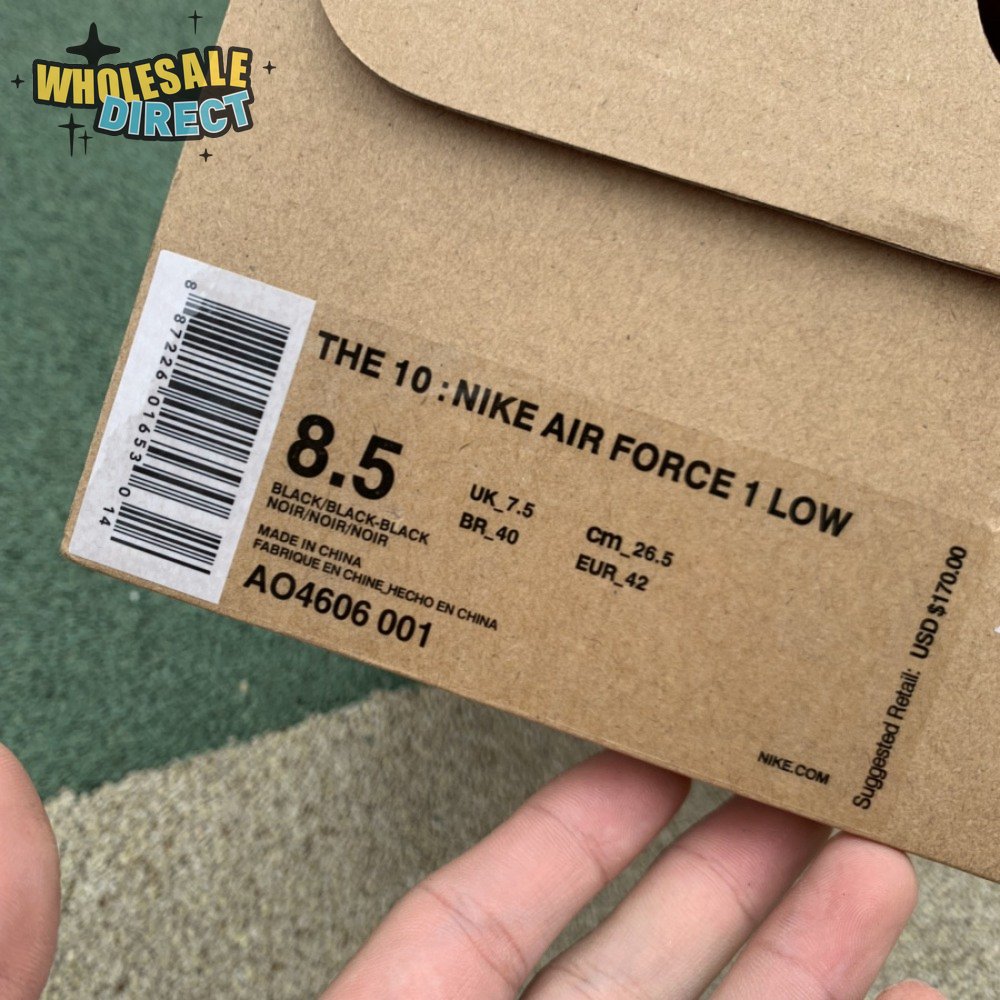 WHOLESALE
DIRECT
8 87226 01653 0 14
THE 10 : NIKE AIR FORCE 1 LOW
8.5
UK_7.5
Cm_26.5
BR_40
EUR_42
BLACK/BLACK-BLACK
NOIR/NOIR/NOIR
MADE IN CHINA
FABRIQUE EN CHINE_HECHO EN CHINA
AO4606 001
NIKE.COM
Suggested Retail: USD $170.00